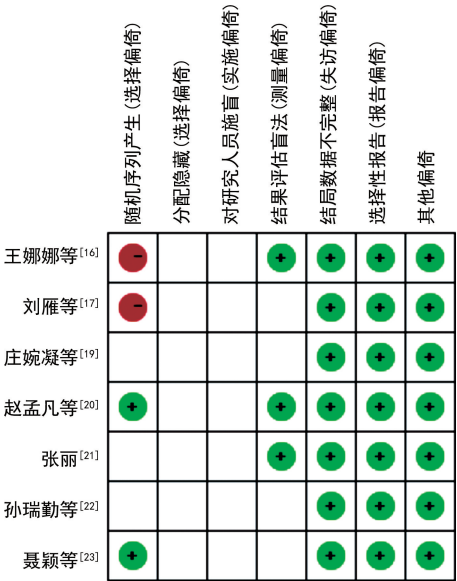 随机序列产生(选择偏倚)
分配隐藏(选择偏倚)
对研究人员施盲(实施偏倚)
结果评估盲法(测量偏倚)
结局数据不完整(失访偏倚)
选择性报告(报告偏倚)
其他偏倚
王娜娜等[16] - + + + +
刘雁等[17] - + + +
庄婉凝等[19] + + +
赵孟凡等[20] + + + + +
张丽[21] + + + +
孙瑞勤等[22] + + +
聂颖等[23] + + + +